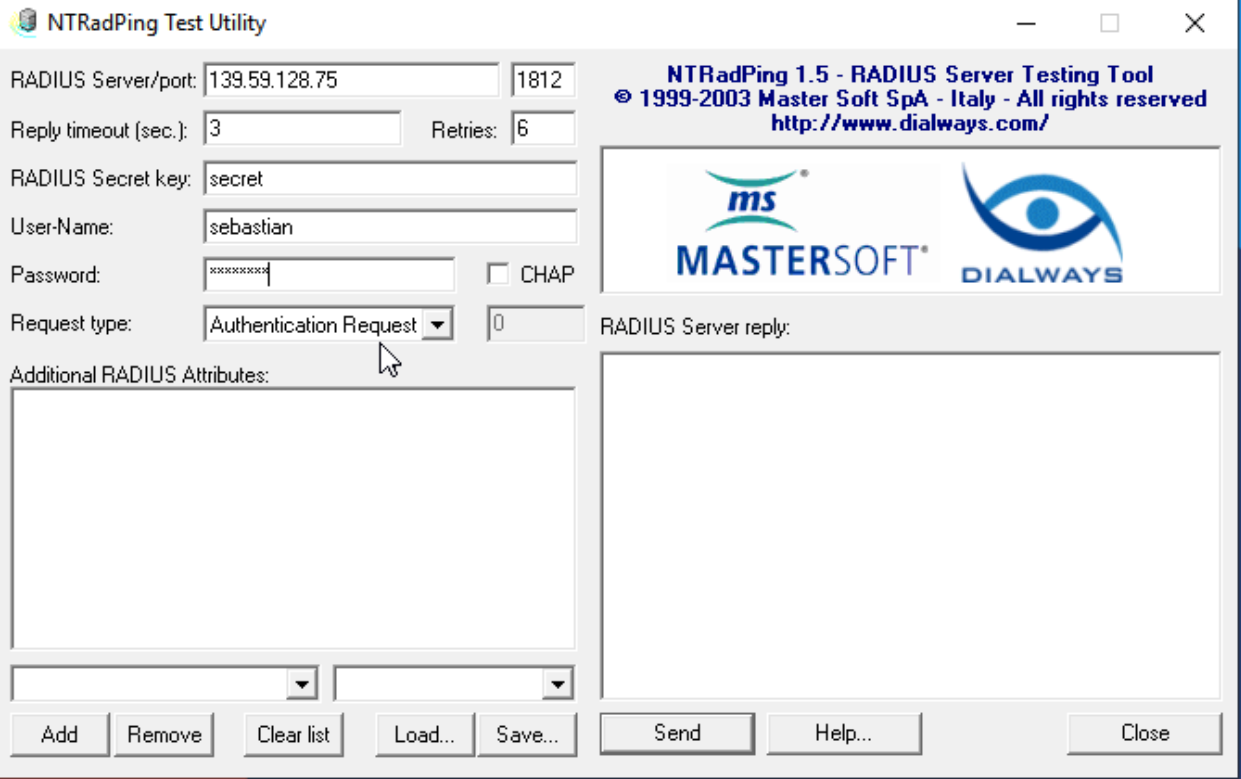 NTRadPing Test Utility
RADIUS Server/port: 139.59.128.75 1812
Reply timeout (sec.): 3 Retries: 6
RADIUS Secret key: secret
User-Name: sebastian
Password: ********* CHAP
Request type: Authentication Request 0
Additional RADIUS Attributes:
Add Remove Clear list Load... Save...
NTRadPing 1.5 - RADIUS Server Testing Tool
© 1999-2003 Master Soft SpA - Italy - All rights reserved
http://www.dialways.com/
ms
MASTERSOFT®
DIALWAYS
RADIUS Server reply:
Send Help... Close